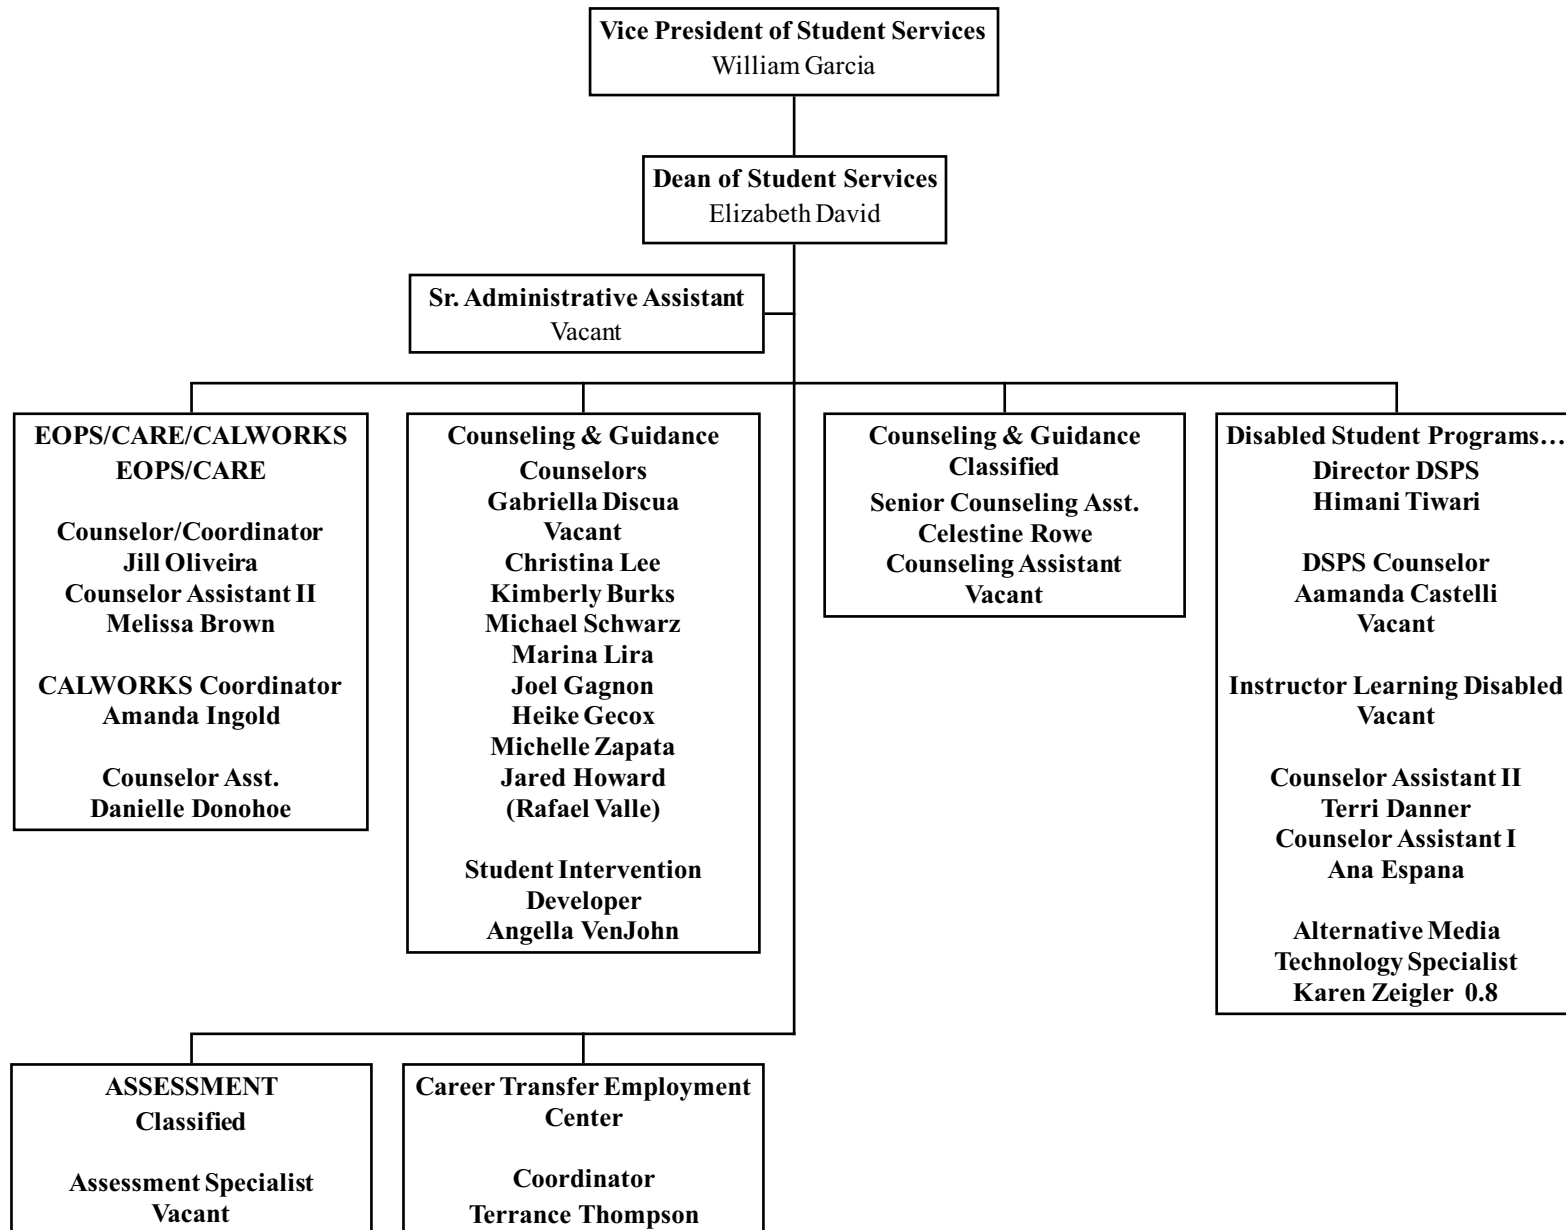 Vice President of Student Services
William Garcia
Dean of Student Services
Elizabeth David
Sr. Administrative Assistant
Vacant
EOPS/CARE/CALWORKS
EOPS/CARE
Counselor/Coordinator
Jill Oliveira
Counselor Assistant II
Melissa Brown
CALWORKS Coordinator
Amanda Ingold
Counselor Asst.
Danielle Donohoe
Counseling & Guidance
Counselors
Gabriella Discua
Vacant
Christina Lee
Kimberly Burks
Michael Schwarz
Marina Lira
Joel Gagnon
Heike Gecox
Michelle Zapata
Jared Howard
(Rafael Valle)
Student Intervention
Developer
Angella VenJohn
Counseling & Guidance
Classified
Senior Counseling Asst.
Celestine Rowe
Counseling Assistant
Vacant
Disabled Student Programs…
Director DSPS
Himani Tiwari
DSPS Counselor
Aamanda Castelli
Vacant
Instructor Learning Disabled
Vacant
Counselor Assistant II
Terri Danner
Counselor Assistant I
Ana Espana
Alternative Media
Technology Specialist
Karen Zeigler 0.8
ASSESSMENT
Classified
Assessment Specialist
Vacant
Career Transfer Employment
Center
Coordinator
Terrance Thompson